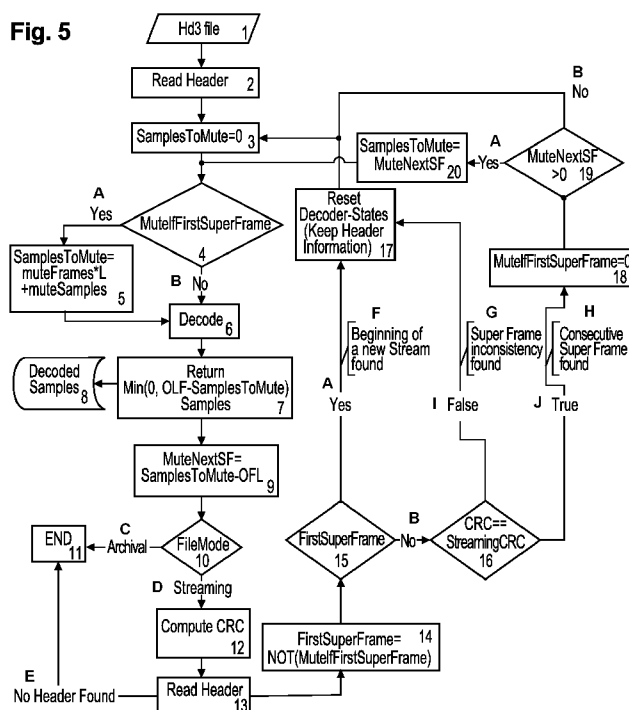 Fig. 5
Hd3 file
1
Read Header
2
SamplesToMute=0
3
A
Yes
MuteIfFirstSuperFrame
4
SamplesToMute=
muteFrames*L
+muteSamples
5
B
No
Decode
6
Decoded
Samples
8
Return
Min(0, OLF-SamplesToMute)
Samples
7
MuteNextSF=
SamplesToMute-OFL
9
FileMode
10
C
Archival
END
11
D
Streaming
Compute CRC
12
Read Header
13
E
No Header Found
FirstSuperFrame=
NOT(MuteIfFirstSuperFrame)
14
FirstSuperFrame
15
A
Yes
B
No
CRC==
StreamingCRC
16
F
Beginning of
a new Stream
found
G
Super Frame
inconsistency
found
H
Consecutive
Super Frame
found
I
False
J
True
Reset
Decoder-States
(Keep Header
Information)
17
MuteIfFirstSuperFrame=0
18
MuteNextSF
>0
19
A
Yes
B
No
SamplesToMute=
MuteNextSF
20